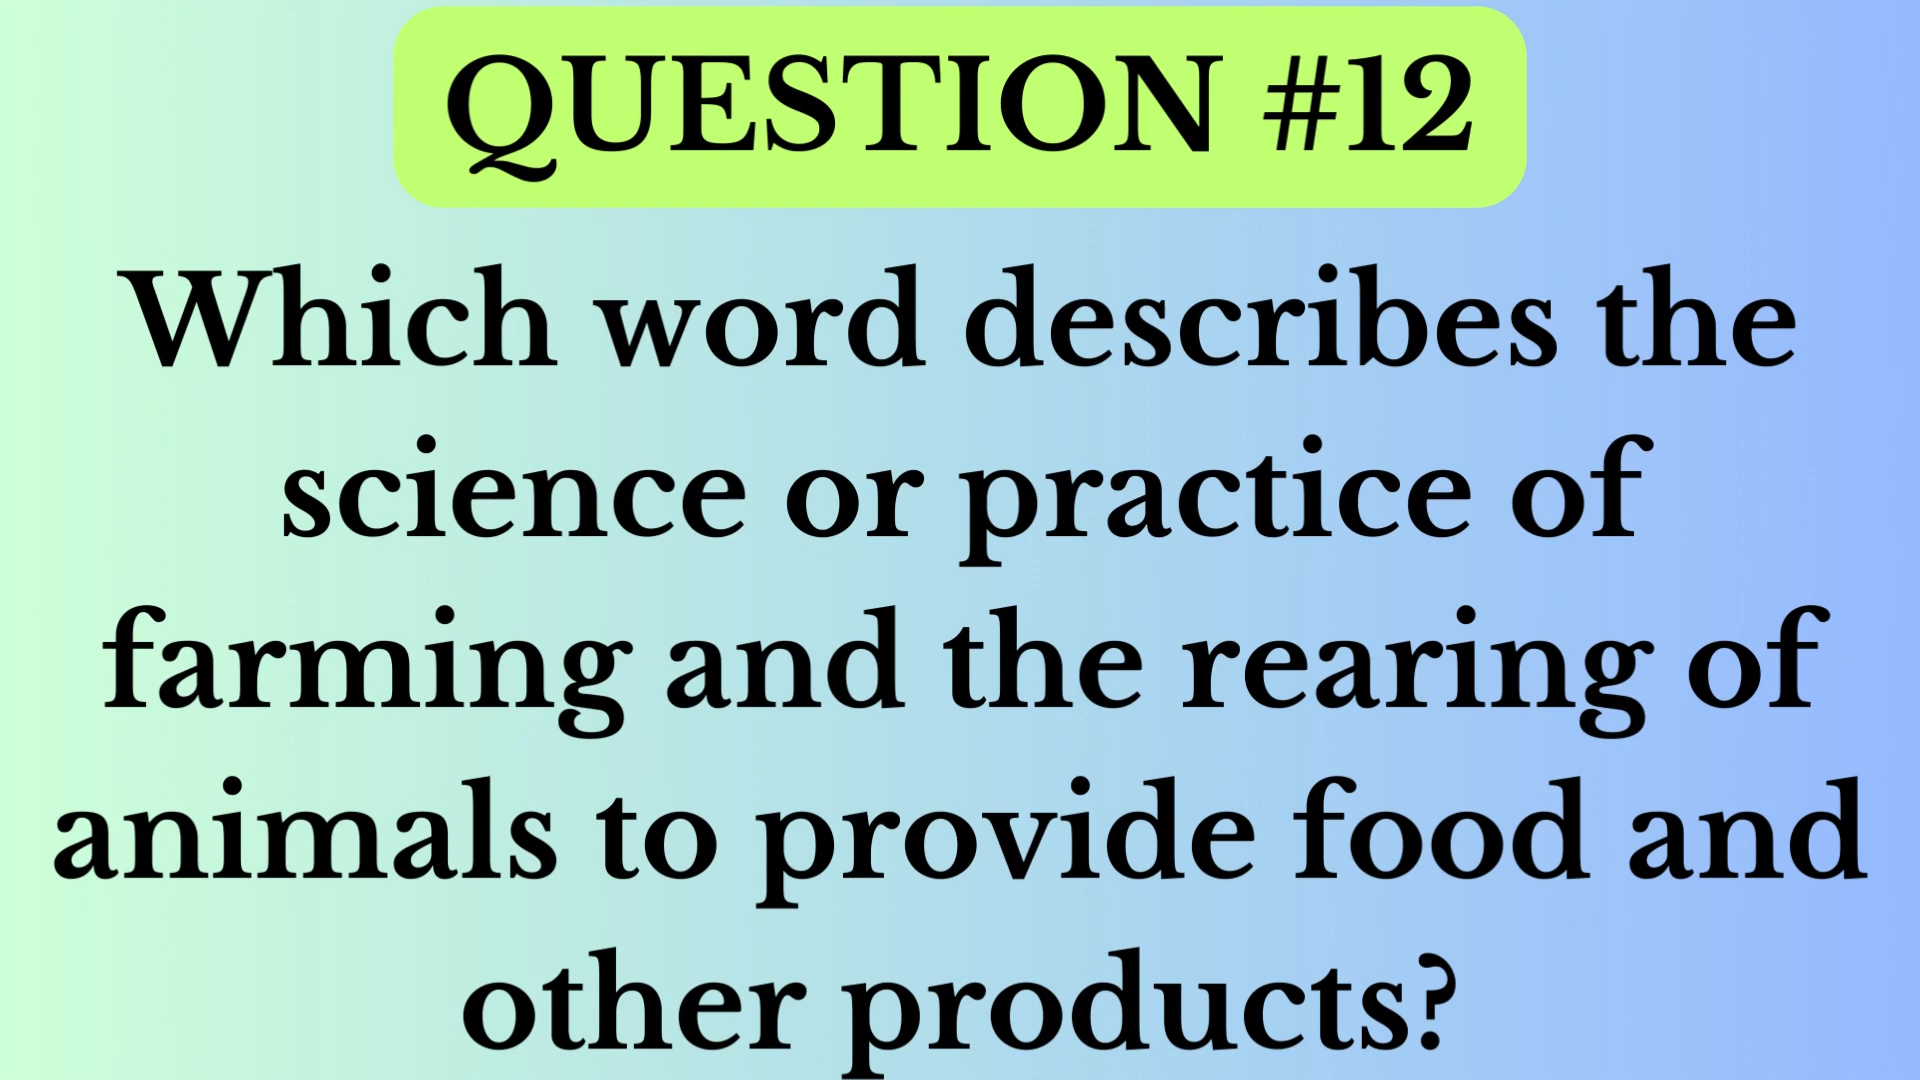 QUESTION #12
Which word describes the
science or practice of
farming and the rearing of
animals to provide food and
other products?